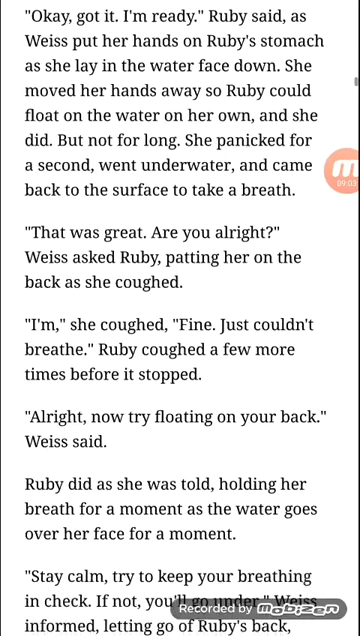 "Okay, got it. I'm ready." Ruby said, as
Weiss put her hands on Ruby's stomach
as she lay in the water face down. She
moved her hands away so Ruby could
float on the water on her own, and she
did. But not for long. She panicked for
a second, went underwater, and came
back to the surface to take a breath.
09:03
"That was great. Are you alright?"
Weiss asked Ruby, patting her on the
back as she coughed.
"I'm," she coughed, "Fine. Just couldn't
breathe." Ruby coughed a few more
times before it stopped.
"Alright, now try floating on your back."
Weiss said.
Ruby did as she was told, holding her
breath for a moment as the water goes
over her face for a moment.
"Stay calm, try to keep your breathing
in check. If not, you'll go under." Weiss
Recorded by Mobizen
informed, letting go of Ruby's back,